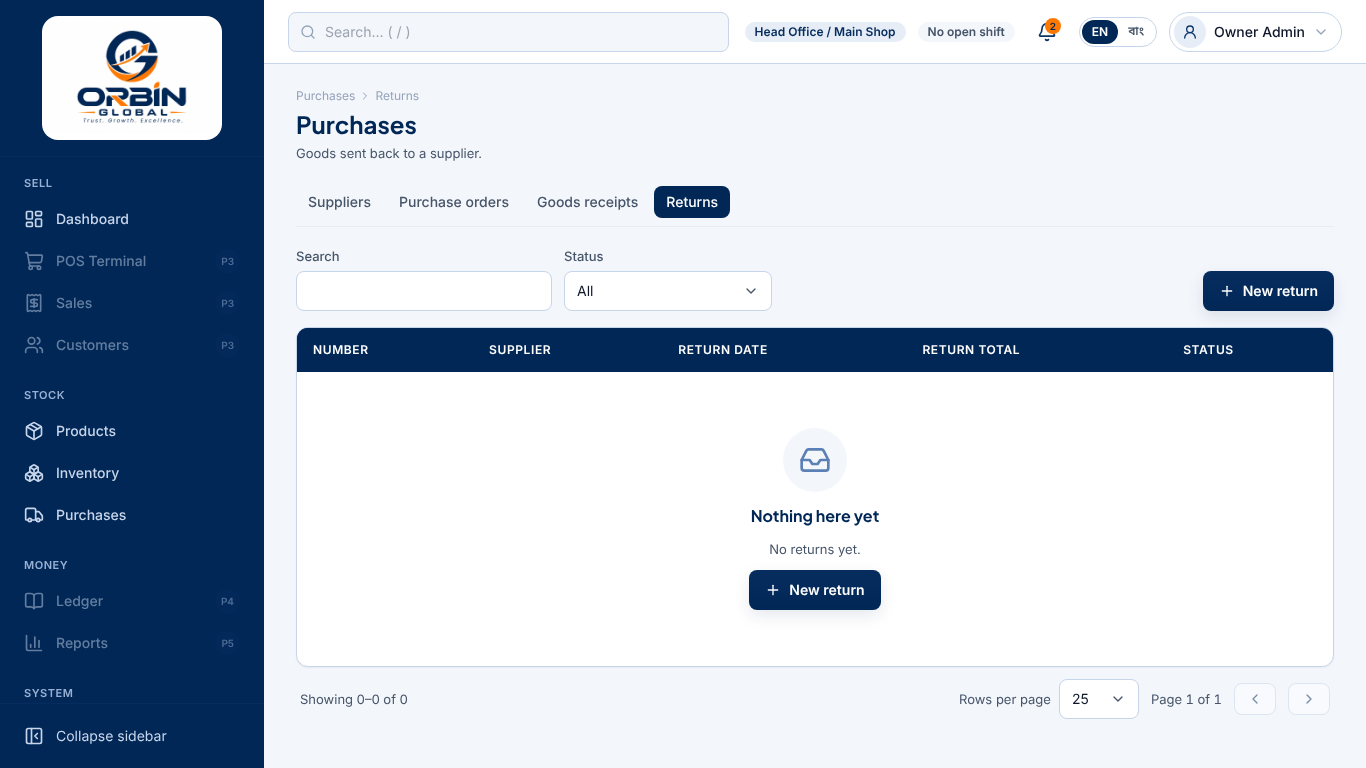 ORBIN
GLOBAL
Trust. Growth. Excellence.
Search... ( / )
Head Office / Main Shop
No open shift
2
EN
বাং
Owner Admin
SELL
Dashboard
POS Terminal P3
Sales P3
Customers P3
STOCK
Products
Inventory
Purchases
MONEY
Ledger P4
Reports P5
SYSTEM
Collapse sidebar
Purchases > Returns
Purchases
Goods sent back to a supplier.
Suppliers Purchase orders Goods receipts Returns
Search
Status
All
+ New return
NUMBER SUPPLIER RETURN DATE RETURN TOTAL STATUS
Nothing here yet
No returns yet.
+ New return
Showing 0–0 of 0
Rows per page 25 Page 1 of 1